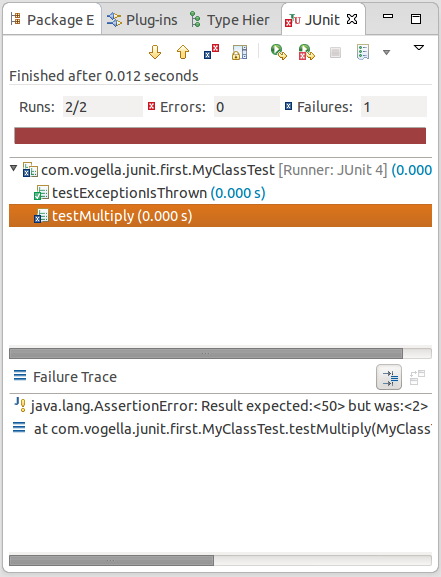 Package E Plug-ins Type Hier JUnit
Finished after 0.012 seconds
Runs: 2/2 Errors: 0 Failures: 1
com.vogella.junit.first.MyClassTest [Runner: JUnit 4] (0.000
testExceptionIsThrown (0.000 s)
testMultiply (0.000 s)
Failure Trace
java.lang.AssertionError: Result expected:<50> but was:<2>
at com.vogella.junit.first.MyClassTest.testMultiply(MyClass